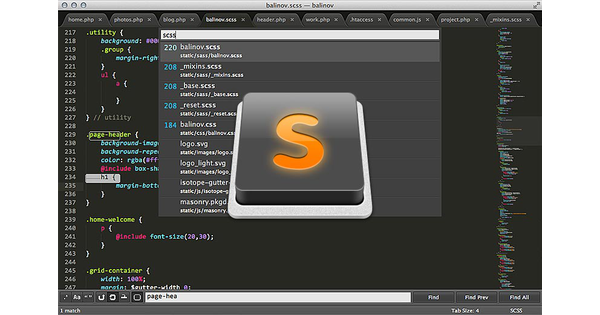 balinov.scss — balinov
home.php × photos.php × blog.php × balinov.scss × header.php × work.php × .htaccess × common.js × project.php × _mixins.scss ×
217 .utility {
218 background: #000
219 .group {
220 margin-right
221 }
222 ul {
223 a {
224
225 }
226 }
227 } // utility
228
229 .page-header {
230 background-imag
231 background-repe
232 color: rgba(#ff
233 @include box-sha
234 h1 {
235 margin-botto
236 }
237 }
238
239 .home-welcome {
240 p {
241 @include font-size(20,30);
242 }
243 }
244
245 .grid-container {
246 width: 100%;
247 margin: $gutter-width 0;
scss
220 balinov.scss
static/sass/balinov.scss
208 _mixins.scss
static/sass/_mixins.scss
208 _base.scss
static/sass/_base.scss
208 _reset.scss
static/sass/_reset.scss
184 balinov.css
static/css/balinov.css
logo.svg
static/images/logo.s
logo_light.svg
static/images/logo_
isotope-gutter
static/js/isotope-gu
masonry.pkgd
static/js/masonry.p
S
.* Aa “” page-hea Find Find Prev Find All
1 match Tab Size: 4 SCSS